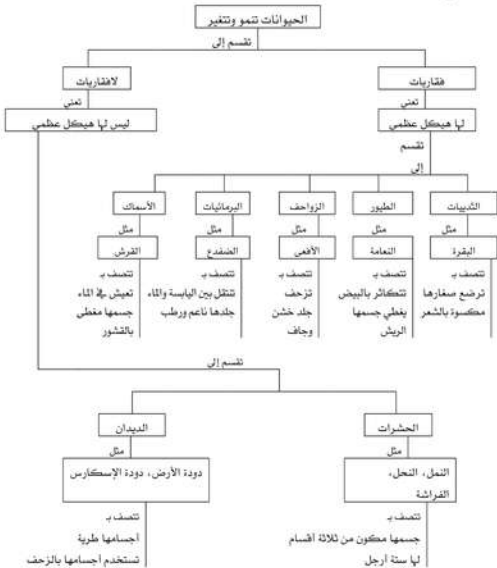 الحيوانات تنمو وتتغير
تقسم إلى
فقاريات
لافقاريات
تعني
تعني
لها هيكل عظمي
ليس لها هيكل عظمي
تقسم
إلى
الثدييات
الطيور
الزواحف
البرمائيات
الأسماك
مثل
مثل
مثل
مثل
مثل
البقرة
النعامة
الأفعى
الضفدع
القرش
تتصف بـ
ترضع صغارها
مكسوة بالشعر
تتصف بـ
تتكاثر بالبيض
يغطي جسمها
الريش
تتصف بـ
تزحف
جلد خشن
وجاف
تتصف بـ
تتنقل بين اليابسة والماء
جلدها ناعم ورطب
تتصف بـ
تعيش في الماء
جسمها مغطى
بالقشور
تقسم إلى
الحشرات
الديدان
مثل
مثل
النمل، النحل،
الفراشة
دودة الأرض، دودة الإسكارس
تتصف بـ
جسمها مكون من ثلاثة أقسام
لها ستة أرجل
تتصف بـ
أجسامها طرية
تستخدم أجسامها بالزحف